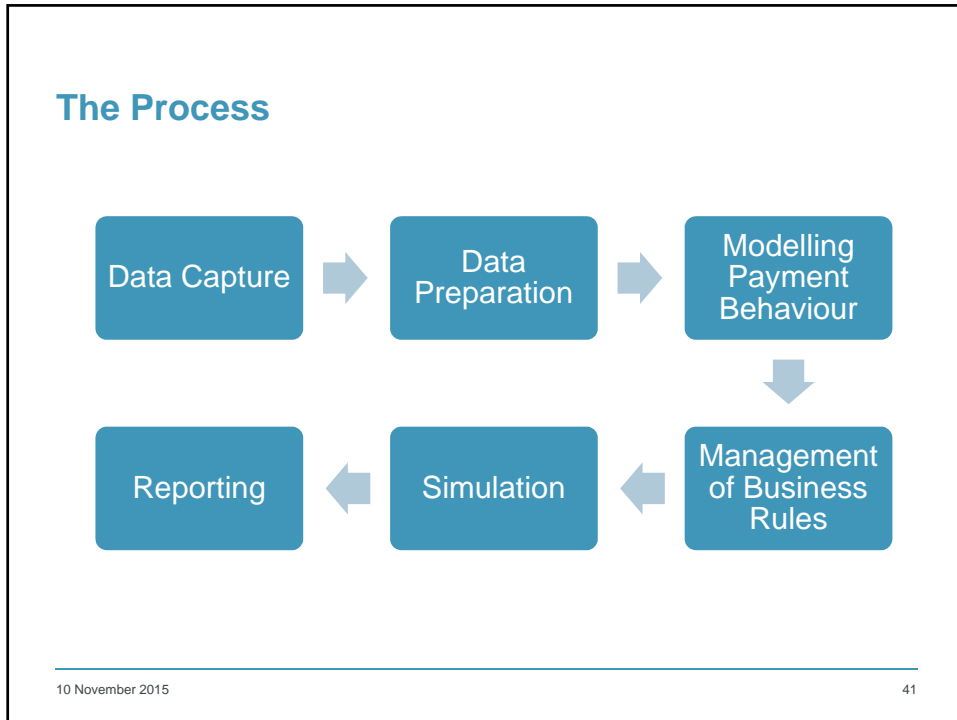 The Process
Data Capture
Data
Preparation
Modelling
Payment
Behaviour
Management
of Business
Rules
Simulation
Reporting
10 November 2015
41